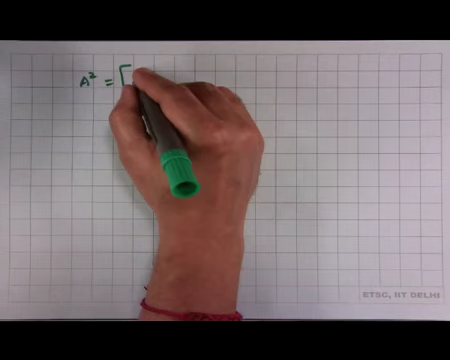 A² = [
ETSC, IIT DELHI